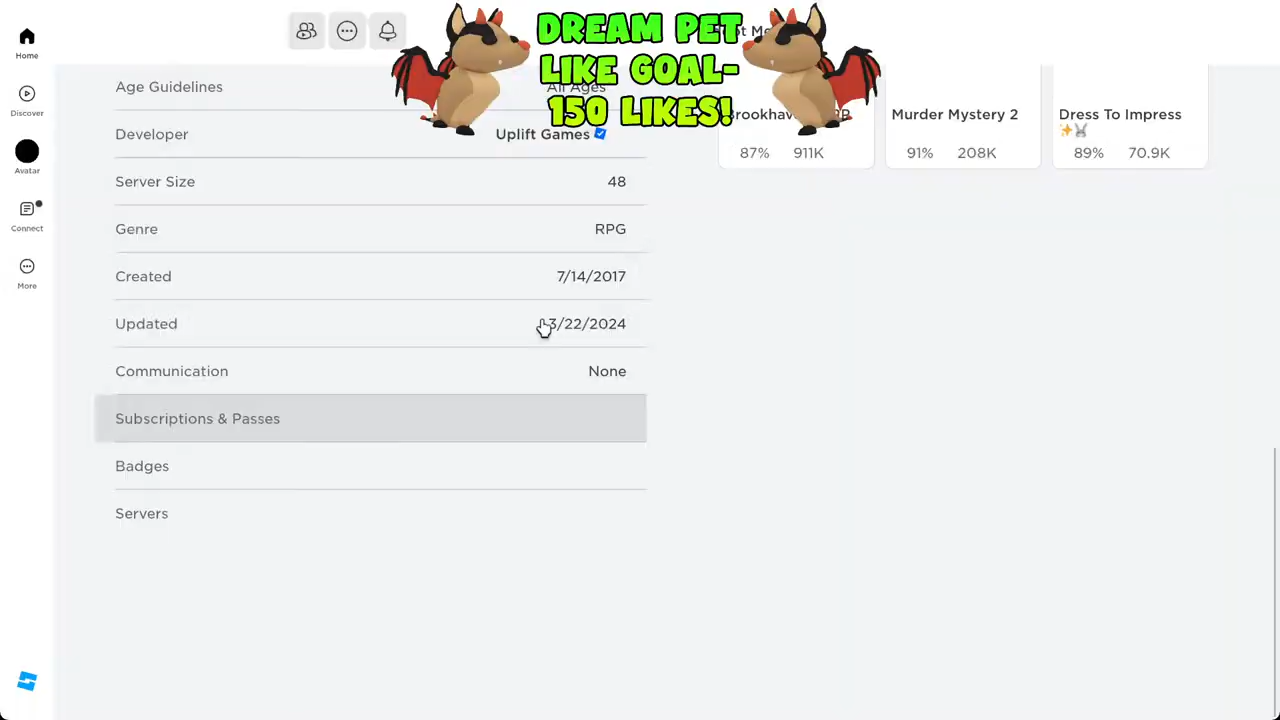 Home
Discover
Avatar
Connect
More
DREAM PET
LIKE GOAL-
150 LIKES!
Age Guidelines
All Ages
Developer
Uplift Games
Server Size
48
Genre
RPG
Created
7/14/2017
Updated
3/22/2024
Communication
None
Subscriptions & Passes
Badges
Servers
87%
911K
Murder Mystery 2
91%
208K
Dress To Impress
✨🐰
89%
70.9K